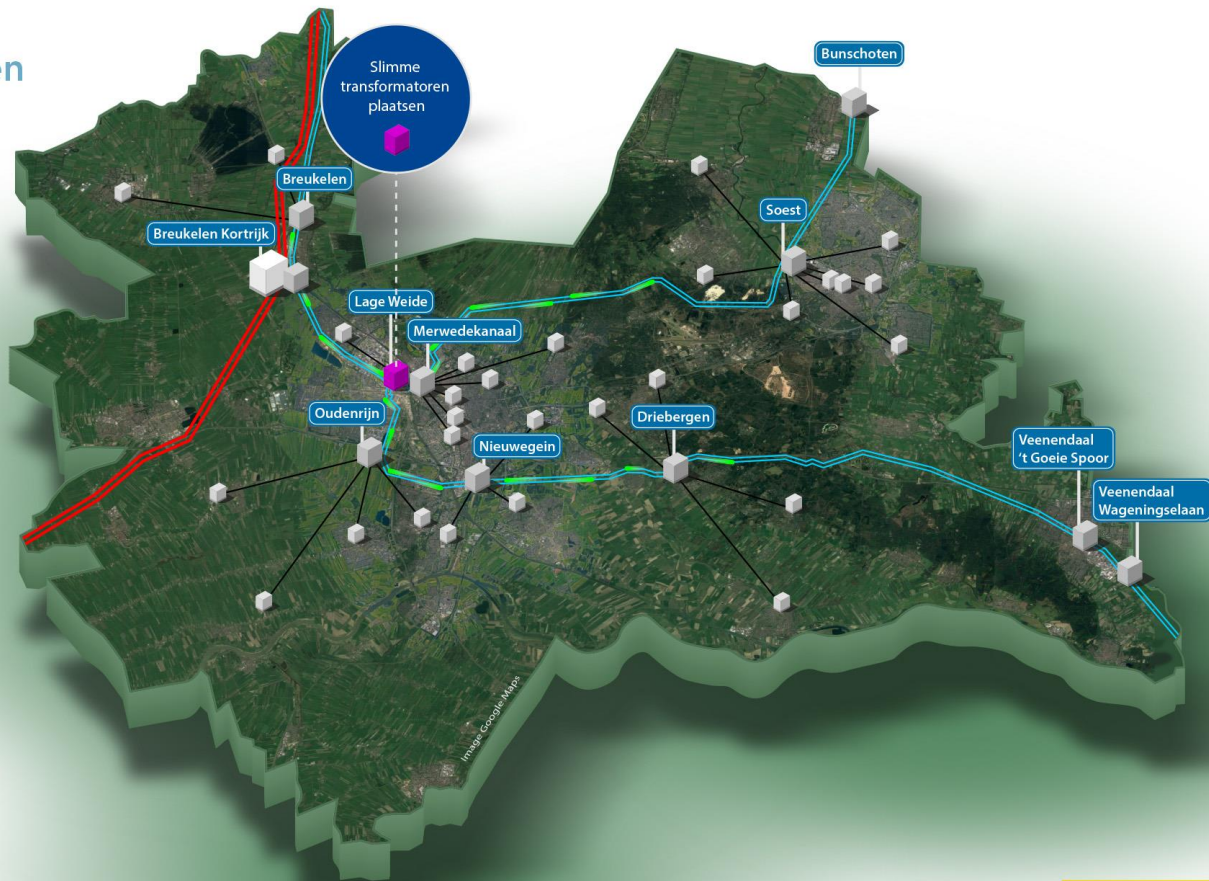 en
Slimme
transformatoren
plaatsen
Bunschoten
Breukelen
Soest
Breukelen Kortrijk
Lage Weide
Merwedekanaal
Oudenrijn
Driebergen
Nieuwegein
Veenendaal
't Goeie Spoor
Veenendaal
Wageningselaan
Image Google Maps